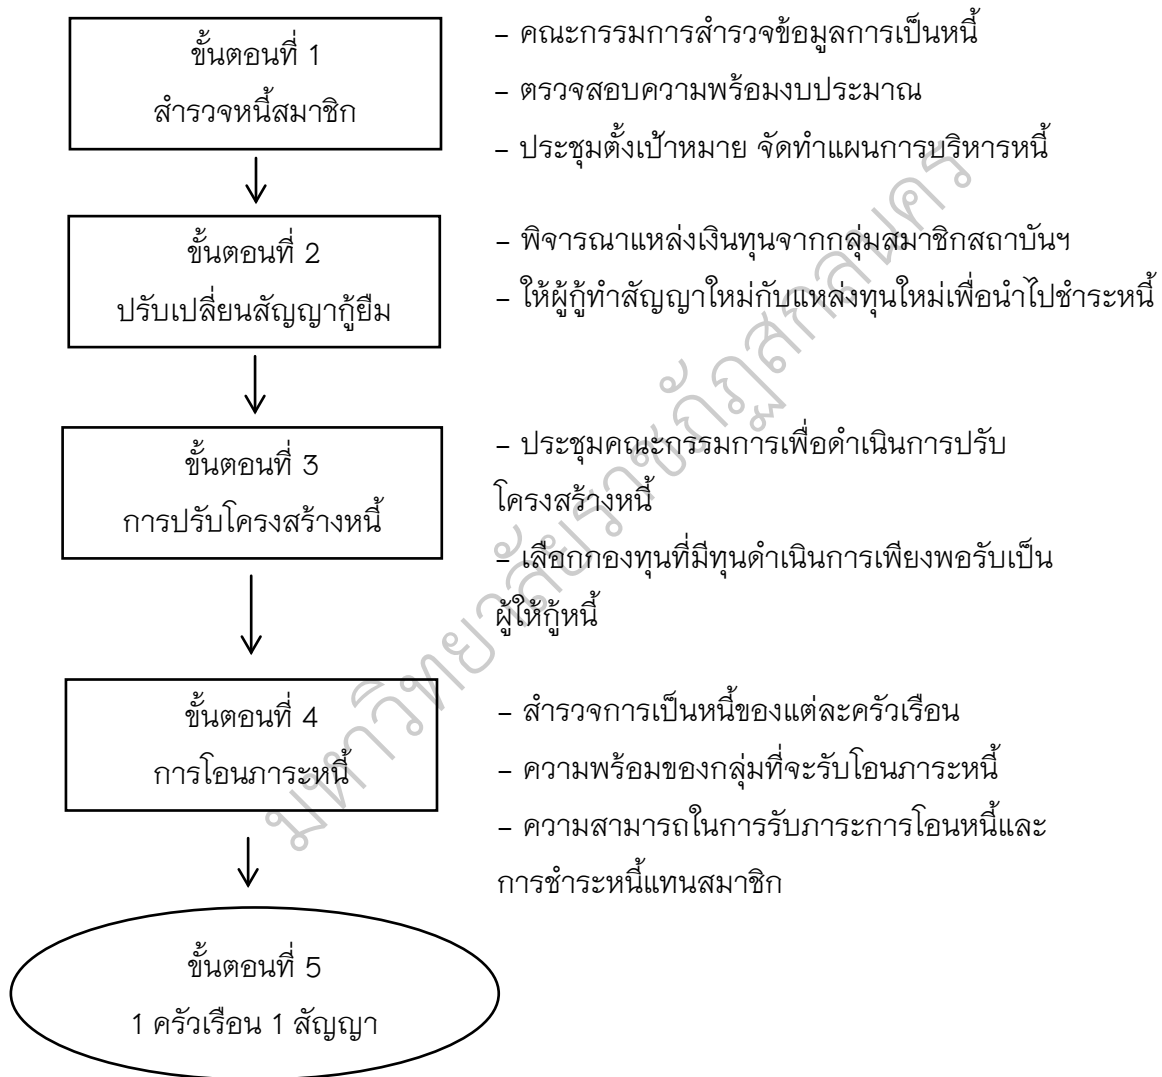 ขั้นตอนที่ 1
สำรวจหนี้สมาชิก
- คณะกรรมการสำรวจข้อมูลการเป็นหนี้
- ตรวจสอบความพร้อมงบประมาณ
- ประชุมตั้งเป้าหมาย จัดทำแผนการบริหารหนี้
ขั้นตอนที่ 2
ปรับเปลี่ยนสัญญากู้ยืม
- พิจารณาแหล่งเงินทุนจากกลุ่มสมาชิกสถาบันฯ
- ให้ผู้กู้ทำสัญญาใหม่กับแหล่งทุนใหม่เพื่อนำไปชำระหนี้
ขั้นตอนที่ 3
การปรับโครงสร้างหนี้
- ประชุมคณะกรรมการเพื่อดำเนินการปรับ
โครงสร้างหนี้
- เลือกกองทุนที่มีทุนดำเนินการเพียงพอรับเป็น
ผู้ให้กู้หนี้
ขั้นตอนที่ 4
การโอนภาระหนี้
- สำรวจการเป็นหนี้ของแต่ละครัวเรือน
- ความพร้อมของกลุ่มที่จะรับโอนภาระหนี้
- ความสามารถในการรับภาระการโอนหนี้และ
การชำระหนี้แทนสมาชิก
ขั้นตอนที่ 5
1 ครัวเรือน 1 สัญญา
มหาวิทยาลัยราชภัฏสกลนคร